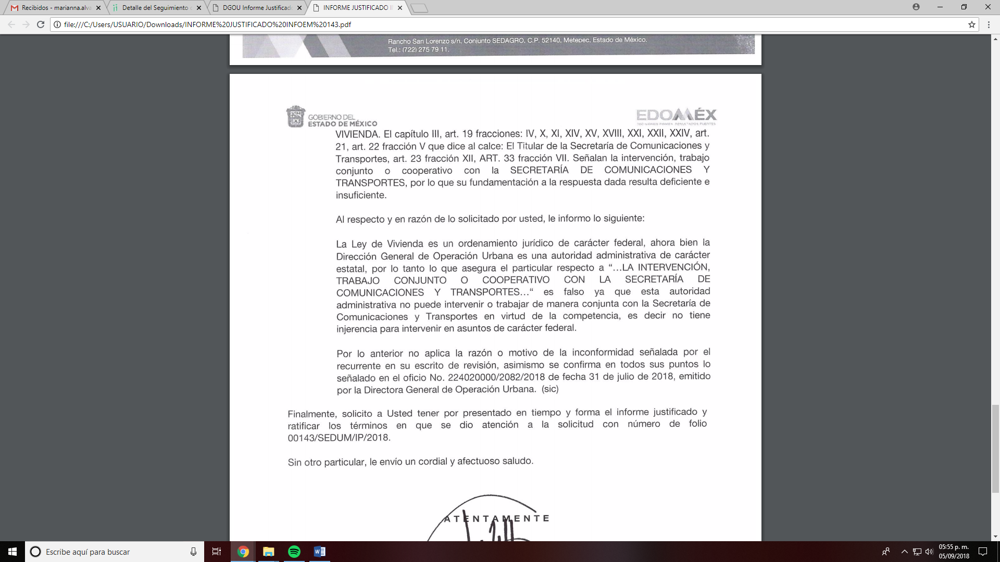 Recibidos - marianna.alva
Detalle del Seguimiento d
DGOU Informe Justificado
INFORME JUSTIFICADO I
file:///C:/Users/USUARIO/Downloads/INFORME%20JUSTIFICADO%20INFOEM%20143.pdf
Rancho San Lorenzo s/n, Conjunto SEDAGRO, C.P. 52140, Metepec, Estado de México.
Tel.: (722) 275 79 11.
GOBIERNO DEL
ESTADO DE MÉXICO
EDOMÉX
VIVIENDA. El capítulo III, art. 19 fracciones: IV, X, XI, XIV, XV, XVIII, XXI, XXII, XXIV, art.
21, art. 22 fracción V que dice al calce: El Titular de la Secretaría de Comunicaciones y
Transportes, art. 23 fracción XII, ART. 33 fracción VII. Señalan la intervención, trabajo
conjunto o cooperativo con la SECRETARÍA DE COMUNICACIONES Y
TRANSPORTES, por lo que su fundamentación a la respuesta dada resulta deficiente e
insuficiente.
Al respecto y en razón de lo solicitado por usted, le informo lo siguiente:
La Ley de Vivienda es un ordenamiento jurídico de carácter federal, ahora bien la
Dirección General de Operación Urbana es una autoridad administrativa de carácter
estatal, por lo tanto lo que asegura el particular respecto a “...LA INTERVENCIÓN,
TRABAJO CONJUNTO O COOPERATIVO CON LA SECRETARÍA DE
COMUNICACIONES Y TRANSPORTES...“ es falso ya que esta autoridad
administrativa no puede intervenir o trabajar de manera conjunta con la Secretaría de
Comunicaciones y Transportes en virtud de la competencia, es decir no tiene
injerencia para intervenir en asuntos de carácter federal.
Por lo anterior no aplica la razón o motivo de la inconformidad señalada por el
recurrente en su escrito de revisión, asimismo se confirma en todos sus puntos lo
señalado en el oficio No. 224020000/2082/2018 de fecha 31 de julio de 2018, emitido
por la Directora General de Operación Urbana. (sic)
Finalmente, solicito a Usted tener por presentado en tiempo y forma el informe justificado y
ratificar los términos en que se dio atención a la solicitud con número de folio
00143/SEDUM/IP/2018.
Sin otro particular, le envío un cordial y afectuoso saludo.
ATENTAMENTE
Escribe aquí para buscar
05:55 p. m.
05/09/2018